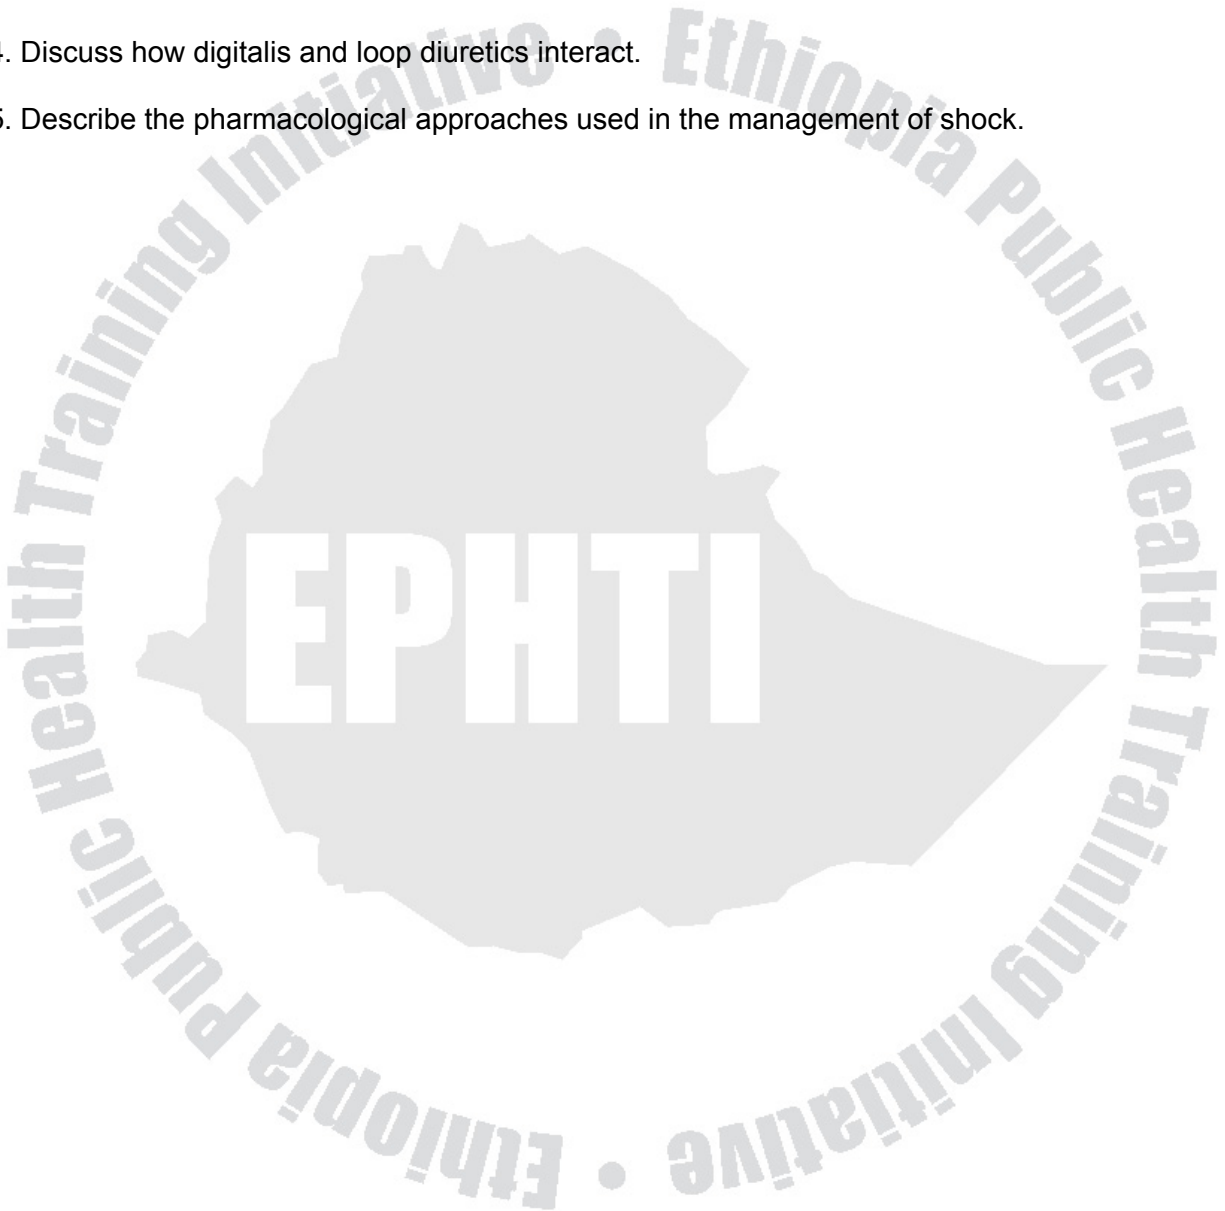 4. Discuss how digitalis and loop diuretics interact.
5. Describe the pharmacological approaches used in the management of shock.
Ethiopia Public Health Training Initiative • Ethiopia Public Health Training Initiative •
EPHTI